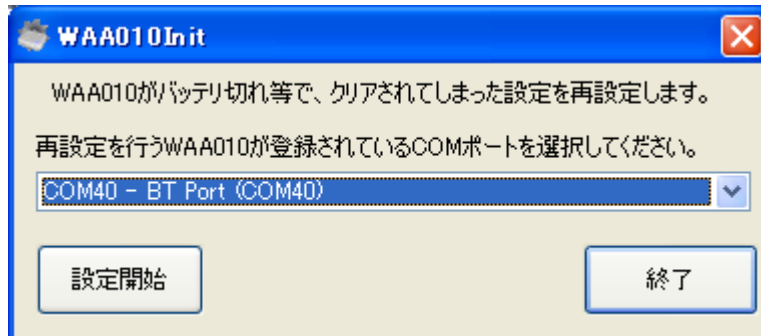 WAA010Init
WAA010がバッテリ切れ等で、クリアされてしまった設定を再設定します。
再設定を行うWAA010が登録されているCOMポートを選択してください。
COM40 - BT Port (COM40)
設定開始
終了